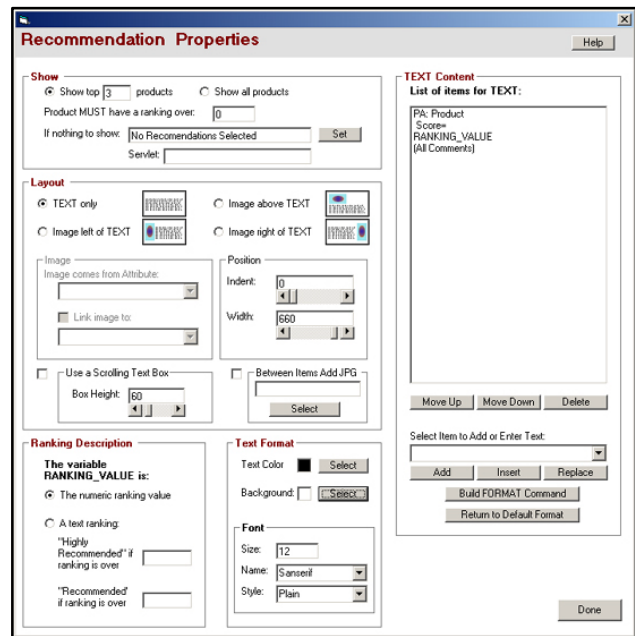 Recommendation Properties
Help
Show
Show top 3 products
Show all products
Product MUST have a ranking over: 0
If nothing to show: No Recomendations Selected Set
Servlet:
Layout
TEXT only
Image above TEXT
Image left of TEXT
Image right of TEXT
Image
Image comes from Attribute:
Link image to:
Position
Indent: 0
Width: 660
Use a Scrolling Text Box
Box Height: 60
Between Items Add JPG
Select
Ranking Description
The variable
RANKING_VALUE is:
The numeric ranking value
A text ranking:
"Highly
Recommended" if
ranking is over
"Recommended'
if ranking is over
Text Format
Text Color Select
Background: Select
Font
Size: 12
Name: Sanserif
Style: Plain
TEXT Content
List of items for TEXT:
PA: Product
Score=
RANKING_VALUE
(All Comments)
Move Up Move Down Delete
Select Item to Add or Enter Text:
Add Insert Replace
Build FORMAT Command
Return to Default Format
Done